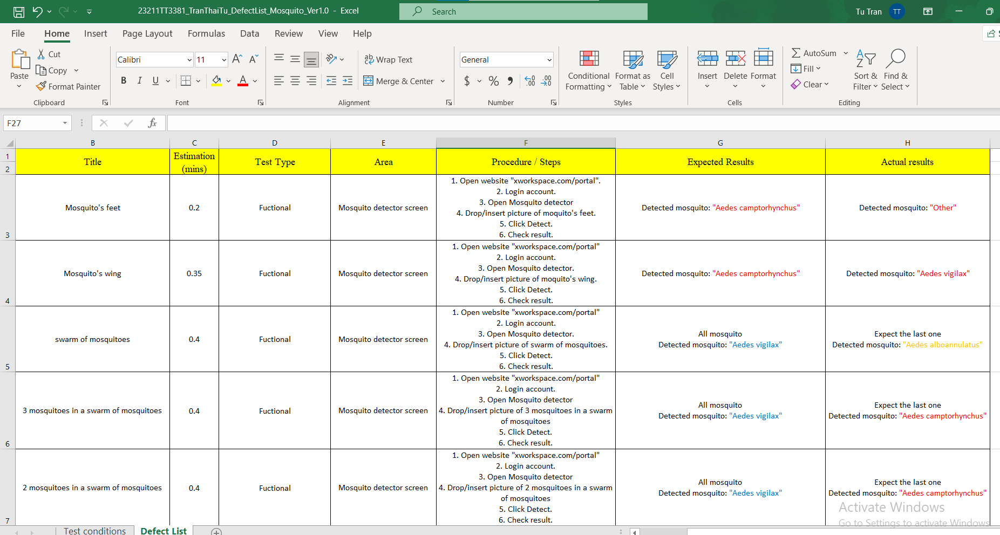 23211TT3381_TranThaiTu_DefectList_Mosquito_Ver1.0 - Excel
Search
Tu Tran
TT
File
Home
Insert
Page Layout
Formulas
Data
Review
View
Help
Paste
Cut
Copy
Format Painter
Clipboard
Calibri
11
B I U
Font
Wrap Text
Merge & Center
Alignment
General
$ % 9
Number
Conditional Formatting
Format as Table
Cell Styles
Styles
Insert
Delete
Format
Cells
AutoSum
Fill
Clear
Sort & Filter
Find & Select
Editing
F27
fx
B
C
D
E
F
G
H
1
2
Title
Estimation
(mins)
Test Type
Area
Procedure / Steps
Expected Results
Actual results
3
Mosquito's feet
0.2
Fuctional
Mosquito detector screen
1. Open website "xworkspace.com/portal".
2. Login account.
3. Open Mosquito detector
4. Drop/insert picture of moquito's feet.
5. Click Detect.
6. Check result.
Detected mosquito: "Aedes camptorhynchus"
Detected mosquito: "Other"
4
Mosquito's wing
0.35
Fuctional
Mosquito detector screen
1. Open website "xworkspace.com/portal"
2. Login account.
3. Open Mosquito detector.
4. Drop/insert picture of moquito's wing.
5. Click Detect.
6. Check result.
Detected mosquito: "Aedes camptorhynchus"
Detected mosquito: "Aedes vigilax"
5
swarm of mosquitoes
0.4
Fuctional
Mosquito detector screen
1. Open website "xworkspace.com/portal"
2. Login account.
3. Open Mosquito detector.
4. Drop/insert picture of swarm of mosquitoes.
5. Click Detect.
6. Check result.
All mosquito
Detected mosquito: "Aedes vigilax"
Expect the last one
Detected mosquito: "Aedes alboannulatus"
6
3 mosquitoes in a swarm of mosquitoes
0.4
Fuctional
Mosquito detector screen
1. Open website "xworkspace.com/portal"
2. Login account.
3. Open Mosquito detector
4. Drop/insert picture of 3 mosquitoes in a swarm
of mosquitoes
5. Click Detect.
6. Check result.
All mosquito
Detected mosquito: "Aedes vigilax"
Expect the last one
Detected mosquito: "Aedes camptorhynchus"
7
2 mosquitoes in a swarm of mosquitoes
0.4
Fuctional
Mosquito detector screen
1. Open website "xworkspace.com/portal"
2. Login account.
3. Open Mosquito detector
4. Drop/insert picture of 2 mosquitoes in a swarm
of mosquitoes
5. Click Detect.
6. Check result.
All mosquito
Detected mosquito: "Aedes vigilax"
Expect the last one
Detected mosquito: "Aedes camptorhynchus"
Activate Windows
Go to Settings to activate Windows
Test conditions
Defect List